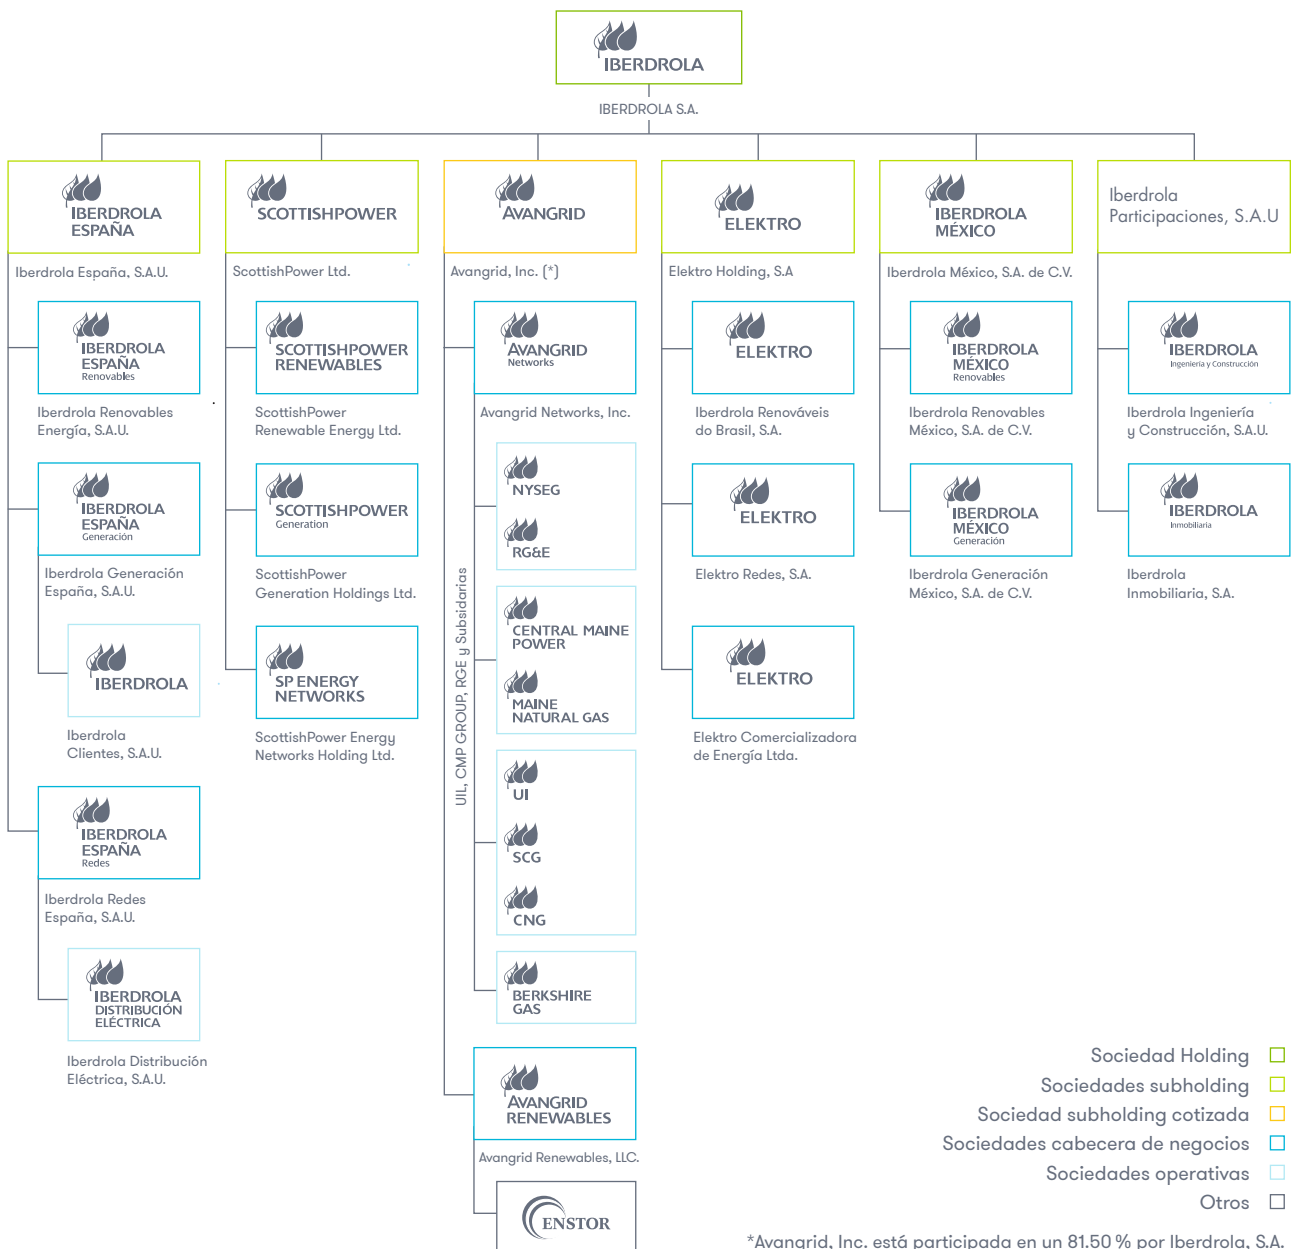 IBERDROLA
IBERDROLA S.A.
IBERDROLA
ESPAÑA
Iberdrola España, S.A.U.
IBERDROLA
ESPAÑA
Renovables
Iberdrola Renovables
Energía, S.A.U.
IBERDROLA
ESPAÑA
Generación
Iberdrola Generación
España, S.A.U.
IBERDROLA
Iberdrola
Clientes, S.A.U.
IBERDROLA
ESPAÑA
Redes
Iberdrola Redes
España, S.A.U.
IBERDROLA
DISTRIBUCIÓN
ELÉCTRICA
Iberdrola Distribución
Eléctrica, S.A.U.
SCOTTISHPOWER
ScottishPower Ltd.
SCOTTISHPOWER
RENEWABLES
ScottishPower
Renewable Energy Ltd.
SCOTTISHPOWER
Generation
ScottishPower
Generation Holdings Ltd.
SP ENERGY
NETWORKS
ScottishPower Energy
Networks Holding Ltd.
AVANGRID
Avangrid, Inc. (*)
AVANGRID
Networks
Avangrid Networks, Inc.
UIL, CMP GROUP, RGE y Subsidarias
NYSEG
RG&E
CENTRAL MAINE
POWER
MAINE
NATURAL GAS
UI
SCG
CNG
BERKSHIRE
GAS
AVANGRID
RENEWABLES
Avangrid Renewables, LLC.
ENSTOR
ELEKTRO
Elektro Holding, S.A
ELEKTRO
Iberdrola Renováveis
do Brasil, S.A.
ELEKTRO
Elektro Redes, S.A.
ELEKTRO
Elektro Comercializadora
de Energía Ltda.
IBERDROLA
MÉXICO
Iberdrola México, S.A. de C.V.
IBERDROLA
MÉXICO
Renovables
Iberdrola Renovables
México, S.A. de C.V.
IBERDROLA
MÉXICO
Generación
Iberdrola Generación
México, S.A. de C.V.
Iberdrola
Participaciones, S.A.U
IBERDROLA
Ingeniería y Construcción
Iberdrola Ingeniería
y Construcción, S.A.U.
IBERDROLA
Inmobiliaria
Iberdrola
Inmobiliaria, S.A.
Sociedad Holding
Sociedades subholding
Sociedad subholding cotizada
Sociedades cabecera de negocios
Sociedades operativas
Otros
*Avangrid, Inc. está participada en un 81.50 % por Iberdrola, S.A.